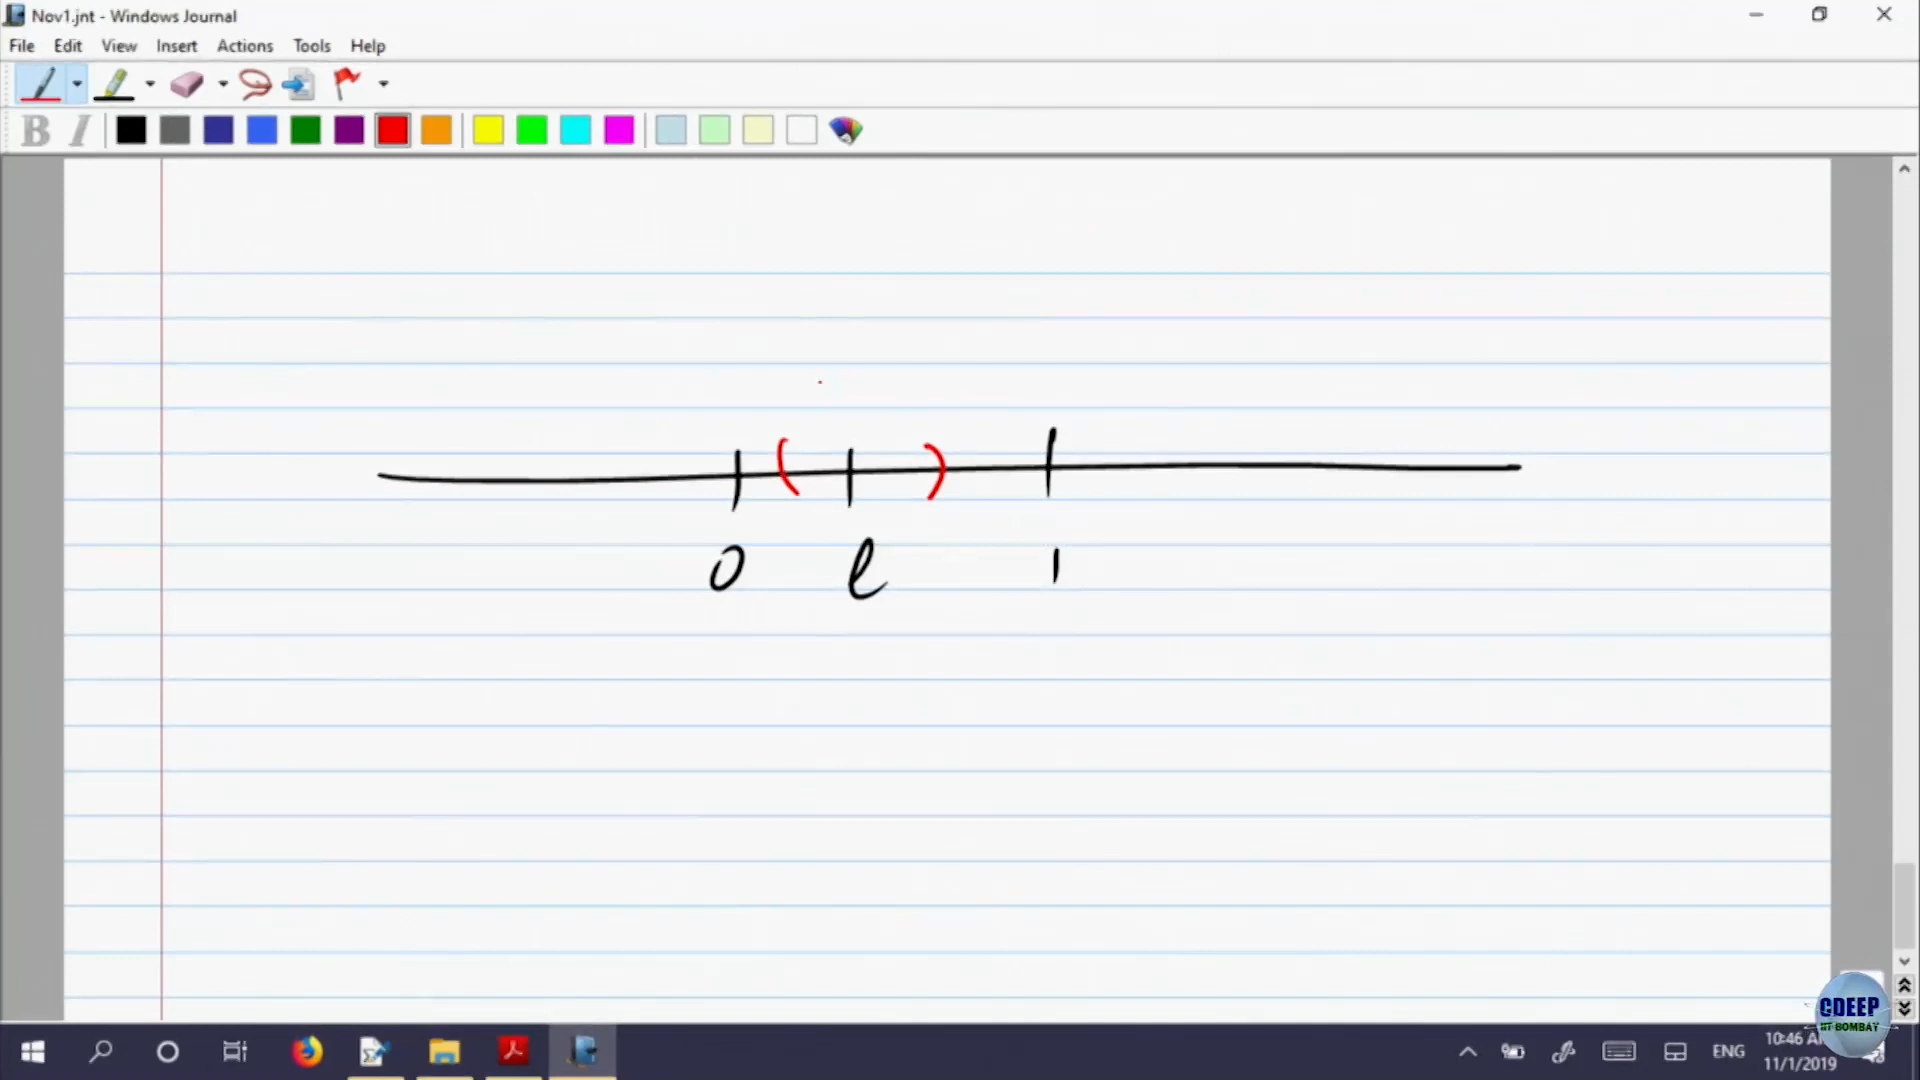 Nov1.jnt - Windows Journal
File Edit View Insert Actions Tools Help
B I
( )
0 l 1
CDEEP
IIT BOMBAY
ENG
10:46 A
11/1/2019